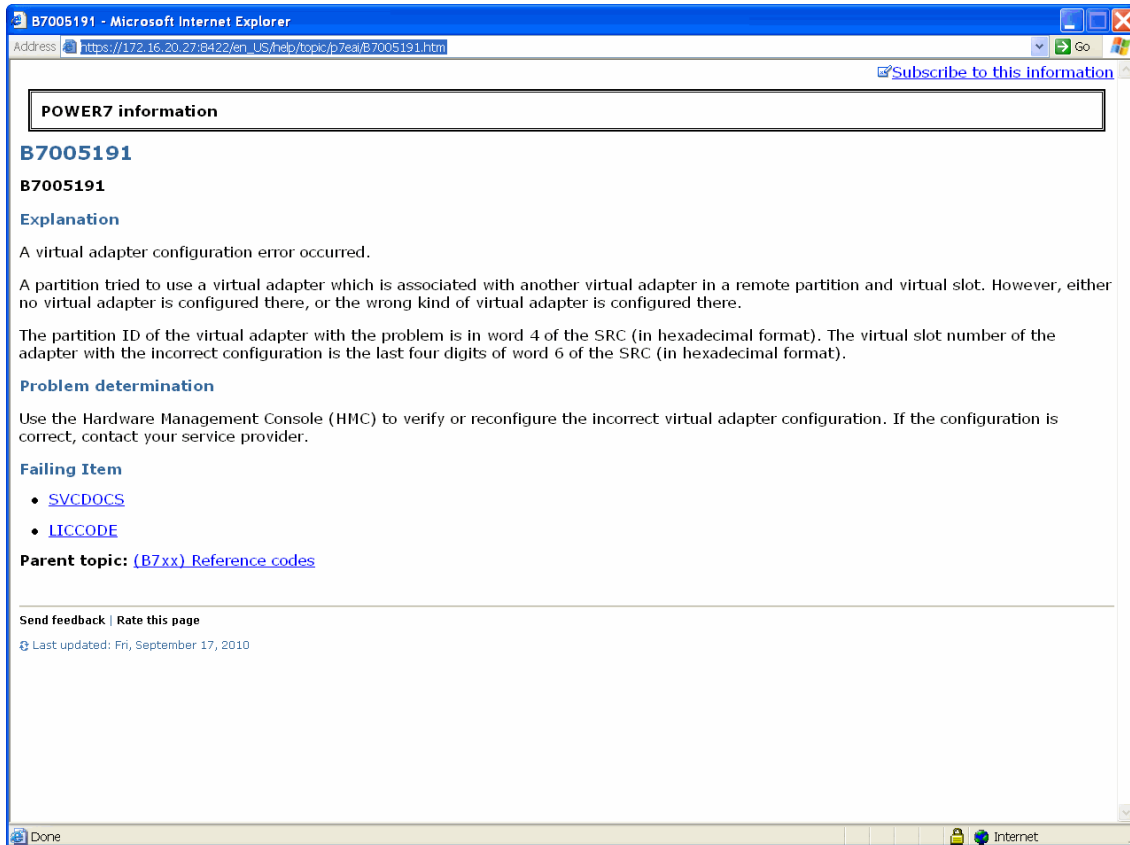 B7005191 - Microsoft Internet Explorer
Address https://172.16.20.27:8422/en_US/help/topic/p7eai/B7005191.htm Go
Subscribe to this information
POWER7 information
B7005191
B7005191
Explanation
A virtual adapter configuration error occurred.
A partition tried to use a virtual adapter which is associated with another virtual adapter in a remote partition and virtual slot. However, either
no virtual adapter is configured there, or the wrong kind of virtual adapter is configured there.
The partition ID of the virtual adapter with the problem is in word 4 of the SRC (in hexadecimal format). The virtual slot number of the
adapter with the incorrect configuration is the last four digits of word 6 of the SRC (in hexadecimal format).
Problem determination
Use the Hardware Management Console (HMC) to verify or reconfigure the incorrect virtual adapter configuration. If the configuration is
correct, contact your service provider.
Failing Item
• SVCDOCS
• LICCODE
Parent topic: (B7xx) Reference codes
Send feedback | Rate this page
Last updated: Fri, September 17, 2010
Done Internet